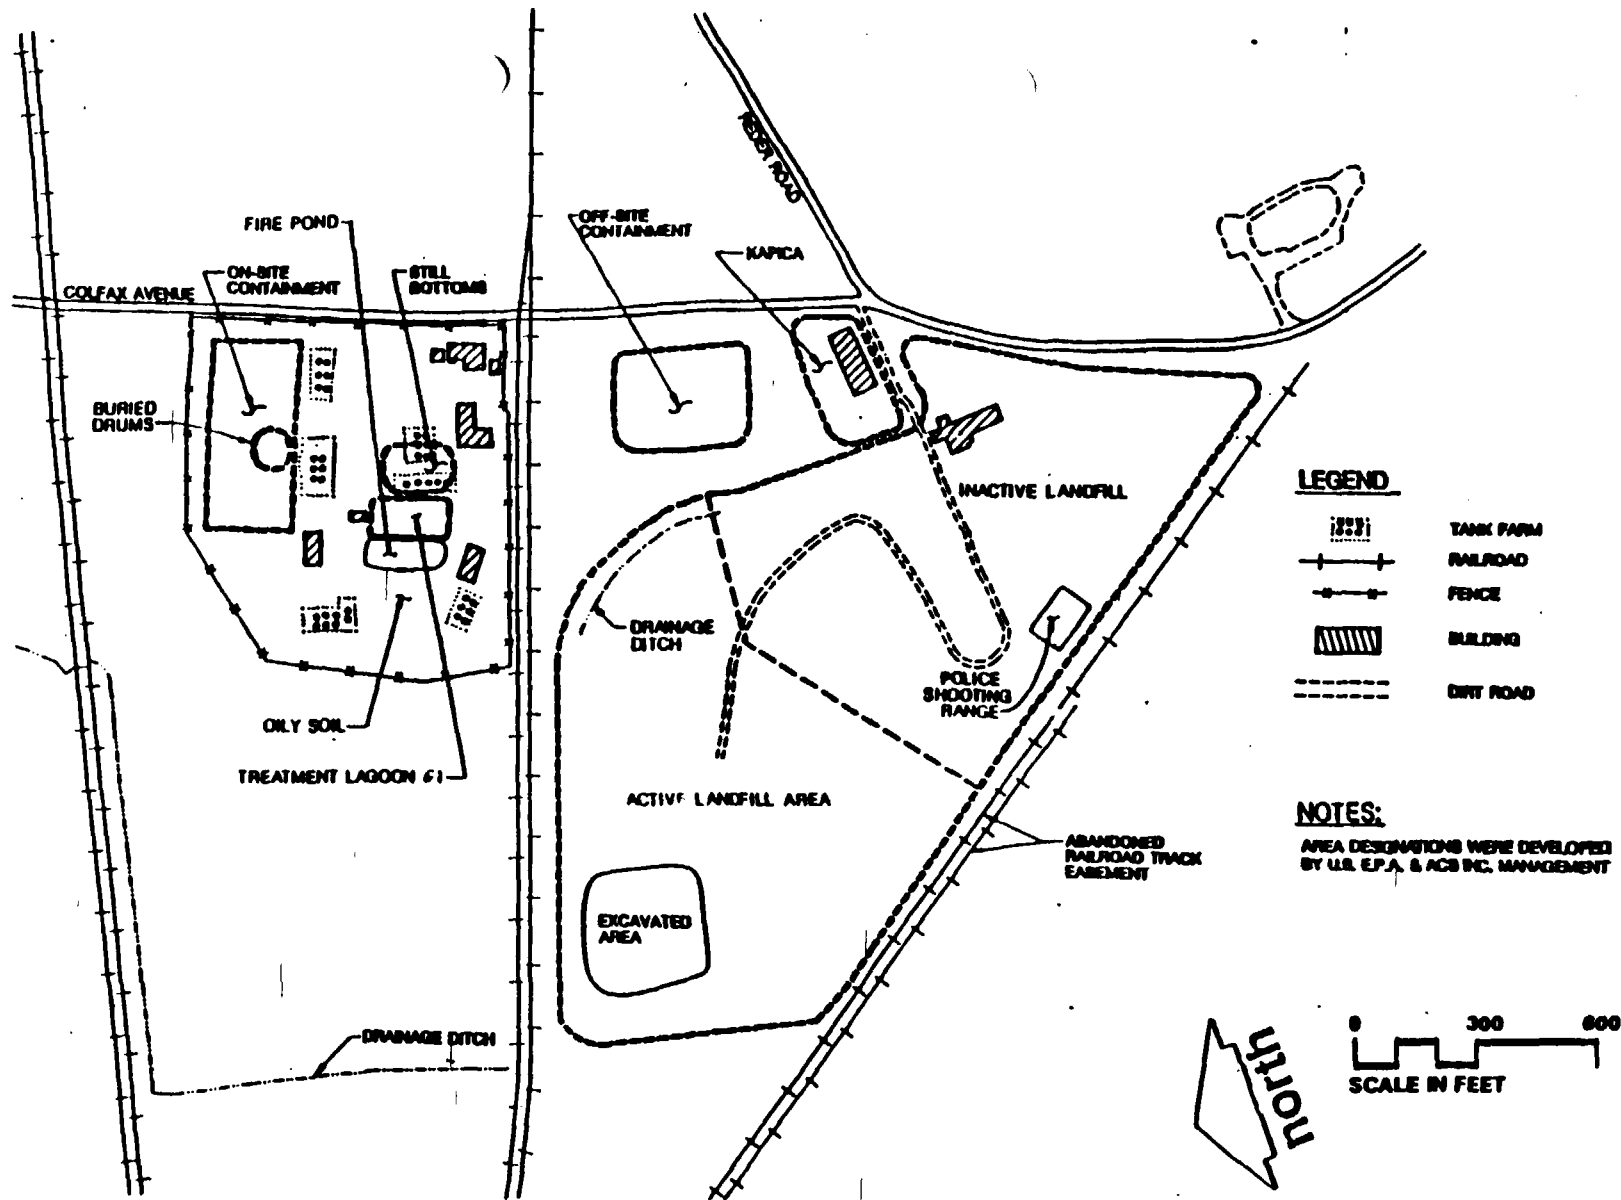 REDER ROAD
FIRE POND
OFF-SITE
CONTAINMENT
KAPICA
ON-SITE
CONTAINMENT
STILL
BOTTOMS
COLFAX AVENUE
BURIED
DRUMS
INACTIVE LANDFILL
LEGEND
TANK FARM
RAILROAD
FENCE
BUILDING
DIRT ROAD
DRAINAGE
DITCH
POLICE
SHOOTING
RANGE
OILY SOIL
TREATMENT LAGOON
ACTIVE LANDFILL AREA
NOTES:
AREA DESIGNATIONS WERE DEVELOPED
BY U.S. E.P.A. & ACS INC. MANAGEMENT
ABANDONED
RAILROAD TRACK
EASEMENT
EXCAVATED
AREA
DRAINAGE DITCH
north
0 300 600
SCALE IN FEET